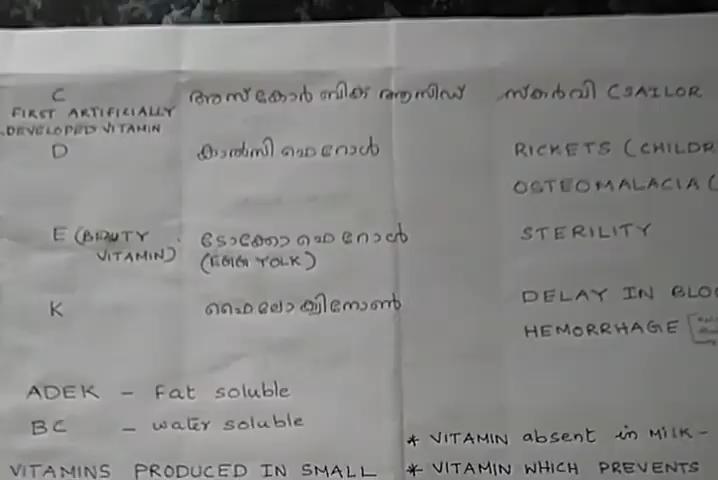 C അസ്കോർബിക് ആസിഡ് സ്കർവി (SAILOR
FIRST ARTIFICIALLY
DEVELOPED VITAMIN
D കാൽസിഫെറോൾ RICKETS (CHILDR
OSTEOMALACIA (
E (BEAUTY ടോക്കോഫെറോൾ STERILITY
VITAMIN) (EGG YOLK)
K ഫൈലോക്വിനോൺ DELAY IN BLOO
HEMORRHAGE
ADEK – Fat soluble
BC – water soluble
* VITAMIN absent in MILK –
VITAMINS PRODUCED IN SMALL * VITAMIN WHICH PREVENTS